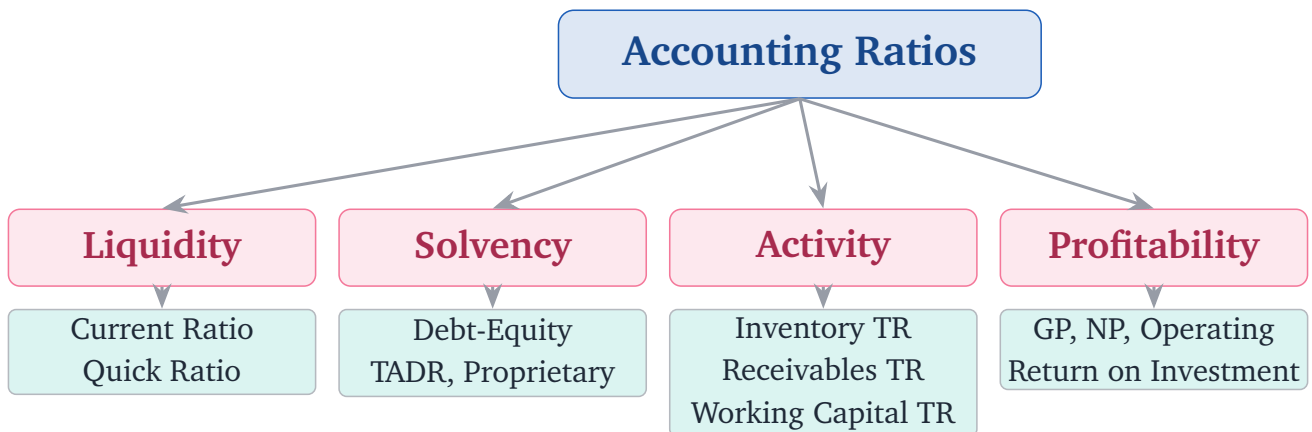 Accounting Ratios
Liquidity
Solvency
Activity
Profitability
Current Ratio
Quick Ratio
Debt-Equity
TADR, Proprietary
Inventory TR
Receivables TR
Working Capital TR
GP, NP, Operating
Return on Investment